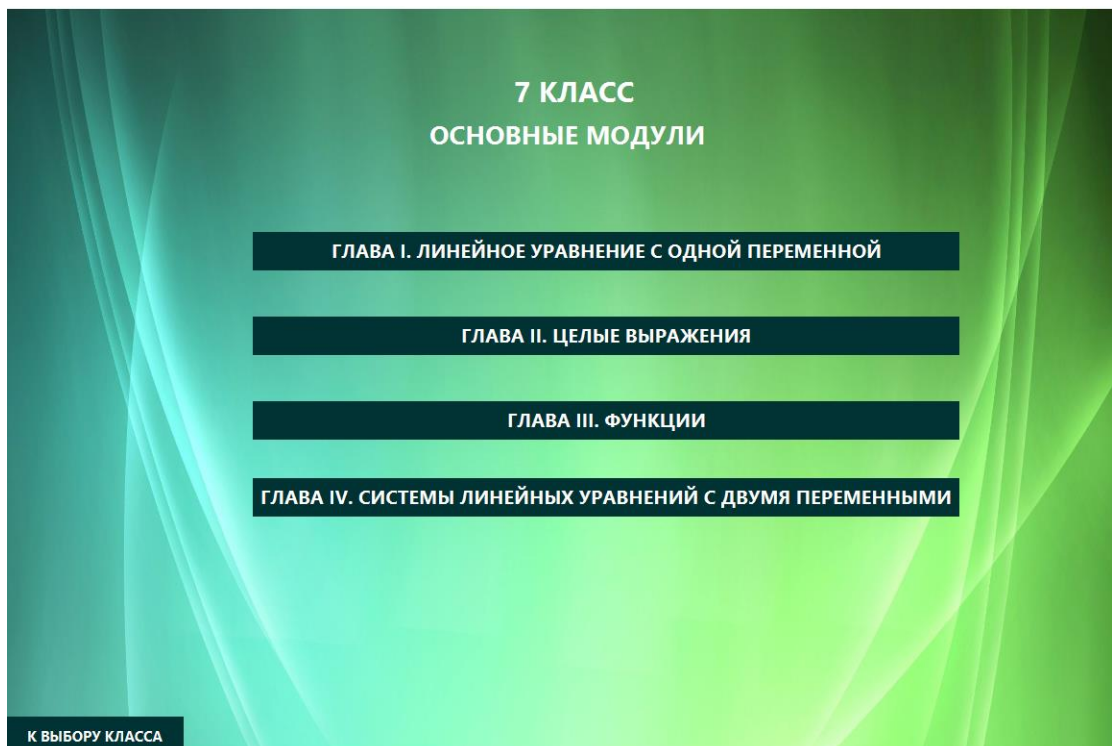 7 КЛАСС
ОСНОВНЫЕ МОДУЛИ
ГЛАВА I. ЛИНЕЙНОЕ УРАВНЕНИЕ С ОДНОЙ ПЕРЕМЕННОЙ
ГЛАВА II. ЦЕЛЫЕ ВЫРАЖЕНИЯ
ГЛАВА III. ФУНКЦИИ
ГЛАВА IV. СИСТЕМЫ ЛИНЕЙНЫХ УРАВНЕНИЙ С ДВУМЯ ПЕРЕМЕННЫМИ
К ВЫБОРУ КЛАССА